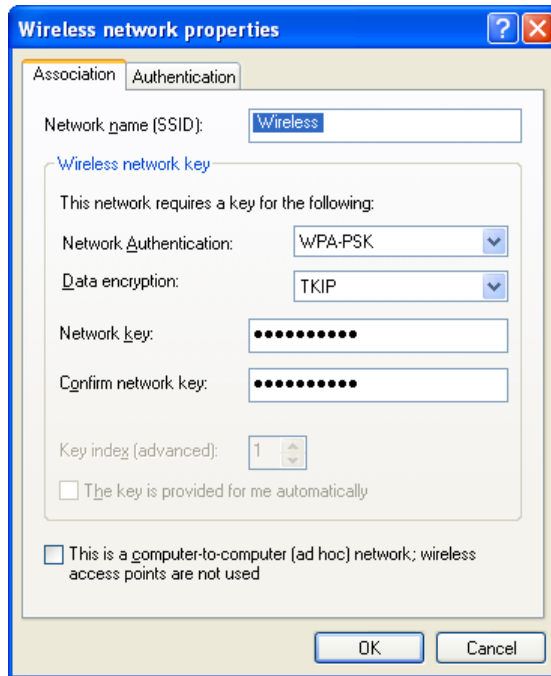 Wireless network properties
Association Authentication
Network name (SSID): Wireless
Wireless network key
This network requires a key for the following:
Network Authentication: WPA-PSK
Data encryption: TKIP
Network key: ●●●●●●●●●●
Confirm network key: ●●●●●●●●●●
Key index (advanced): 1
The key is provided for me automatically
This is a computer-to-computer (ad hoc) network; wireless
access points are not used
OK Cancel